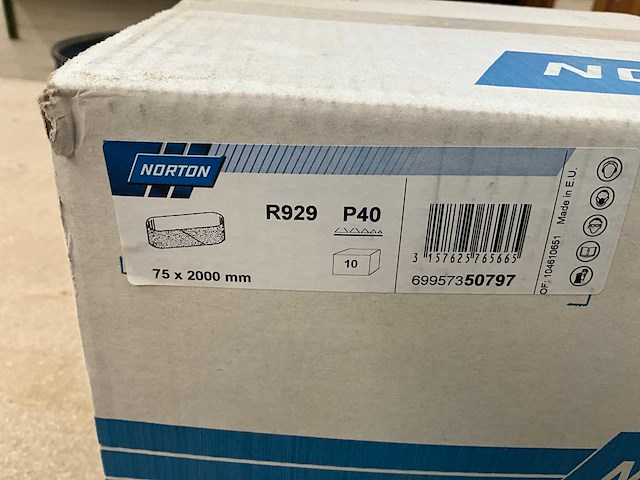 NORTON
R929 P40
10
75 x 2000 mm
3 157625 765665
69957350797
OF: 104610651 Made in E.U.